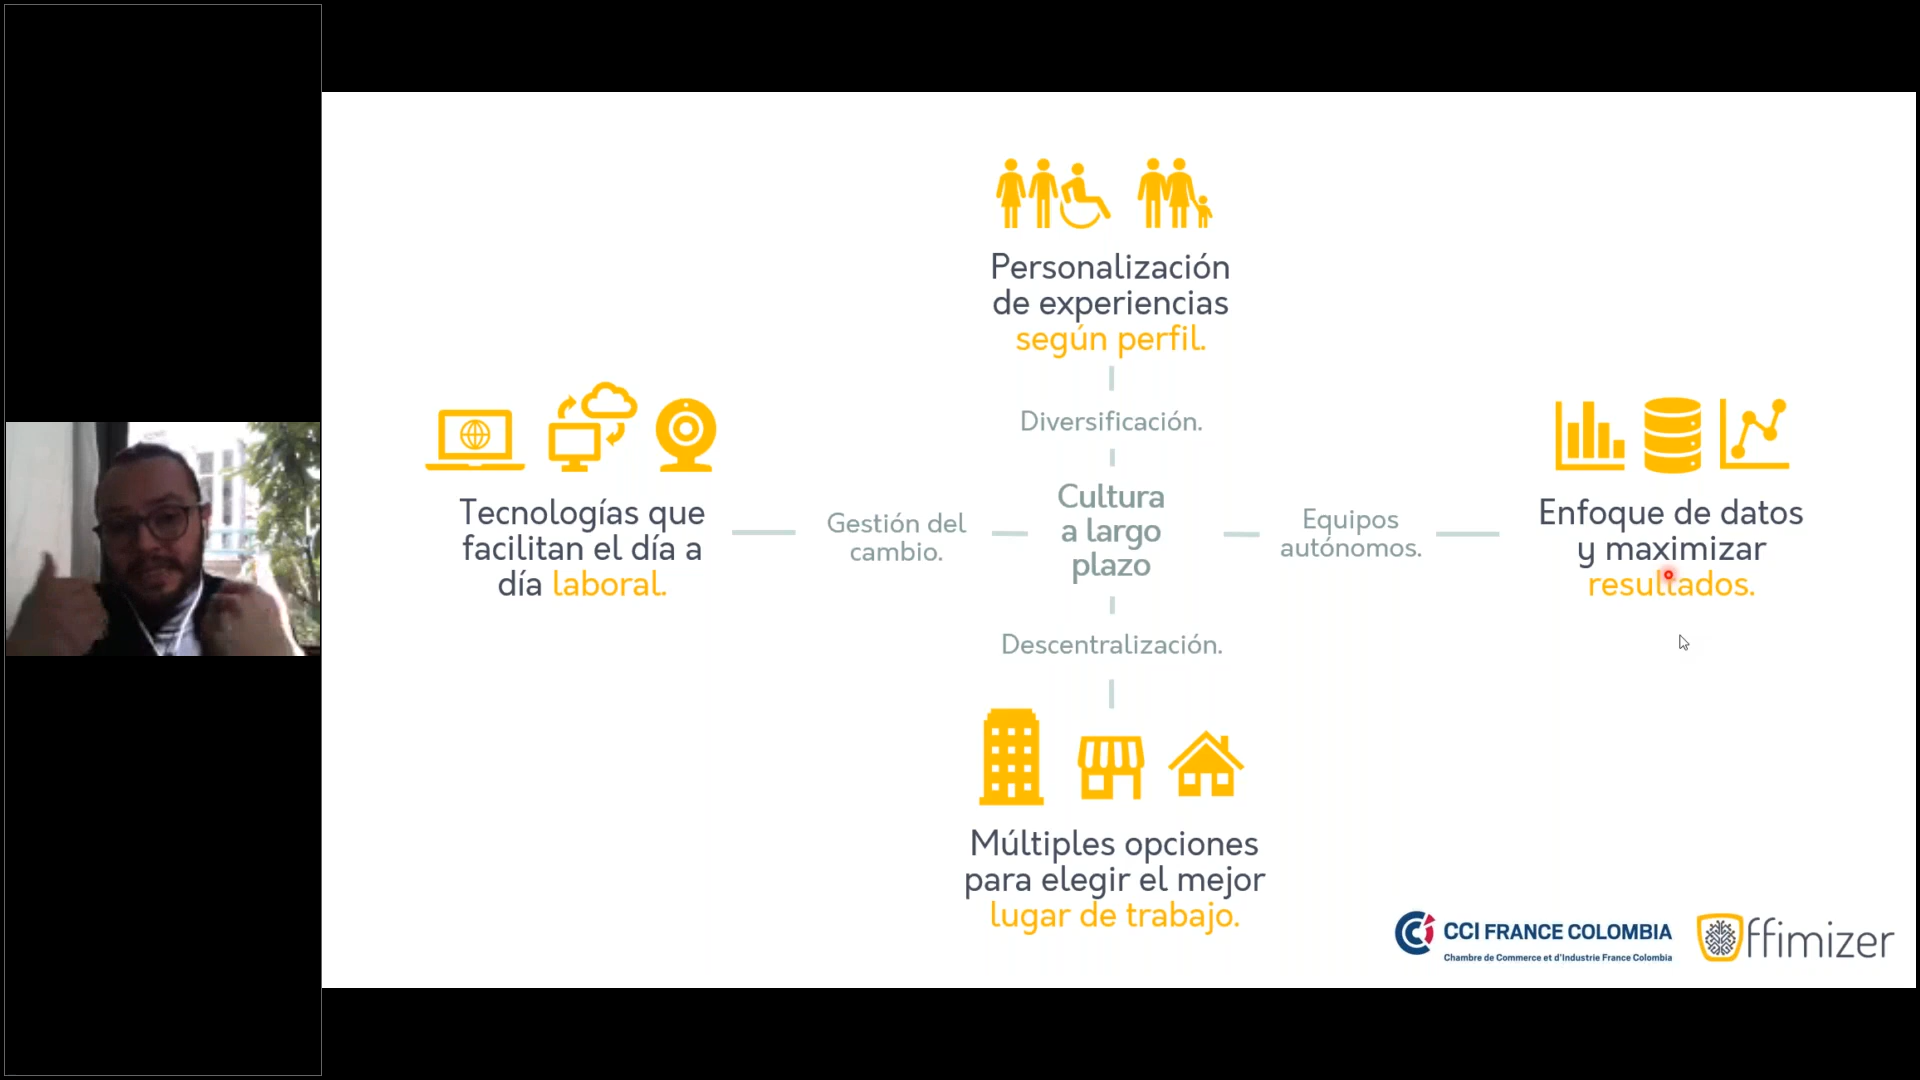 Personalización
de experiencias
según perfil.
Diversificación.
Tecnologías que
facilitan el día a
día laboral.
Gestión del
cambio.
Cultura
a largo
plazo
Equipos
autónomos.
Enfoque de datos
y maximizar
resultados.
Descentralización.
Múltiples opciones
para elegir el mejor
lugar de trabajo.
CCI FRANCE COLOMBIA
Chambre de Commerce et d'Industrie France Colombia
ffimizer